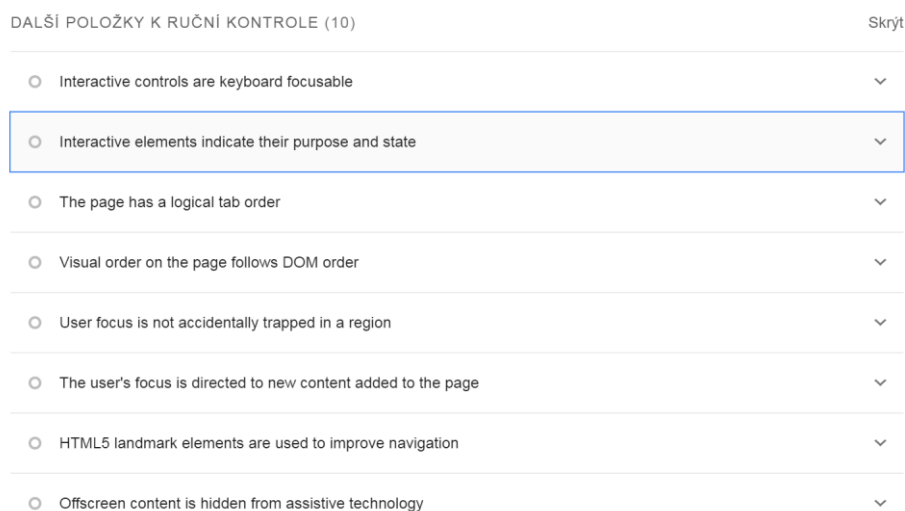 DALŠÍ POLOŽKY K RUČNÍ KONTROLE (10) Skrýt
Interactive controls are keyboard focusable
Interactive elements indicate their purpose and state
The page has a logical tab order
Visual order on the page follows DOM order
User focus is not accidentally trapped in a region
The user's focus is directed to new content added to the page
HTML5 landmark elements are used to improve navigation
Offscreen content is hidden from assistive technology